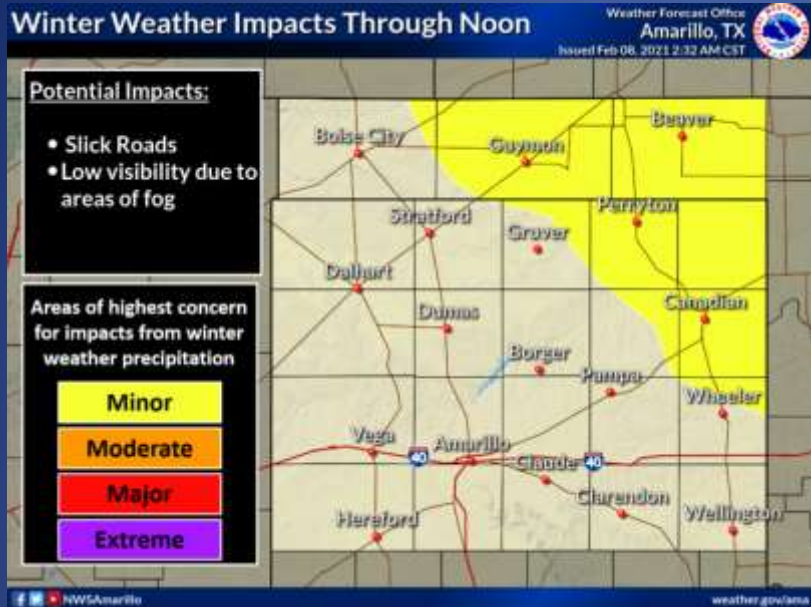 Winter Weather Impacts Through Noon
Weather Forecast Office
Amarillo, TX
Issued Feb 08, 2021 2:32 AM CST
Potential Impacts:
• Slick Roads
• Low visibility due to
areas of fog
Areas of highest concern
for impacts from winter
weather precipitation
Minor
Moderate
Major
Extreme
Boise City
Guymon
Beaver
Perryton
Stratford
Gruver
Dalhart
Dumas
Canadian
Borger
Pampa
Wheeler
Vega
40
Amarillo
Claude
40
Clarendon
Hereford
Wellington
NWSAmarillo
weather.gov/ama